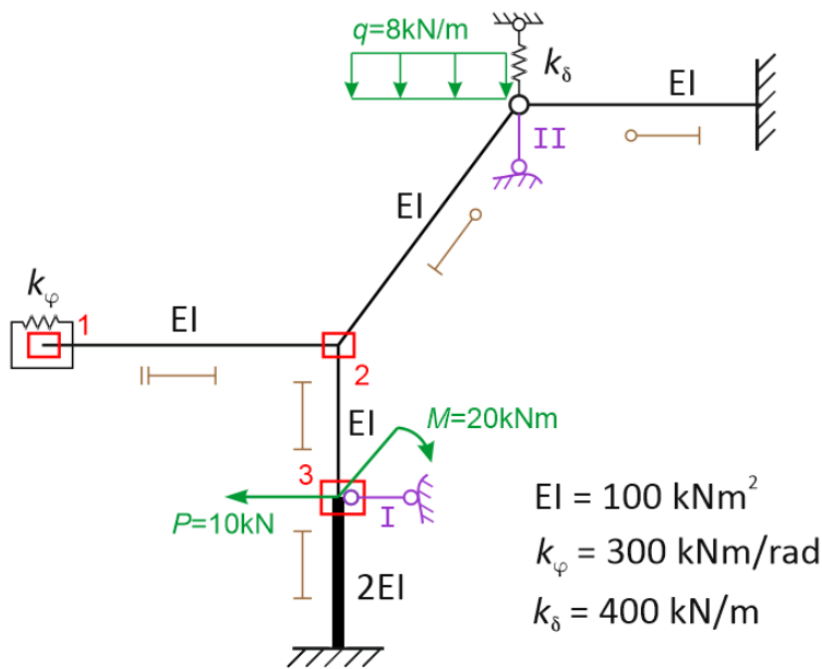 q=8kN/m
kδ
EI
II
EI
kφ
1
EI
2
EI
M=20kNm
3
I
P=10kN
2EI
EI = 100 kNm²
kφ = 300 kNm/rad
kδ = 400 kN/m